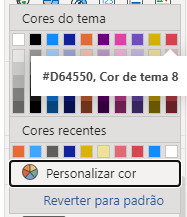 Cores do tema
#D64550, Cor de tema 8
Cores recentes
Personalizar cor
Reverter para padrão